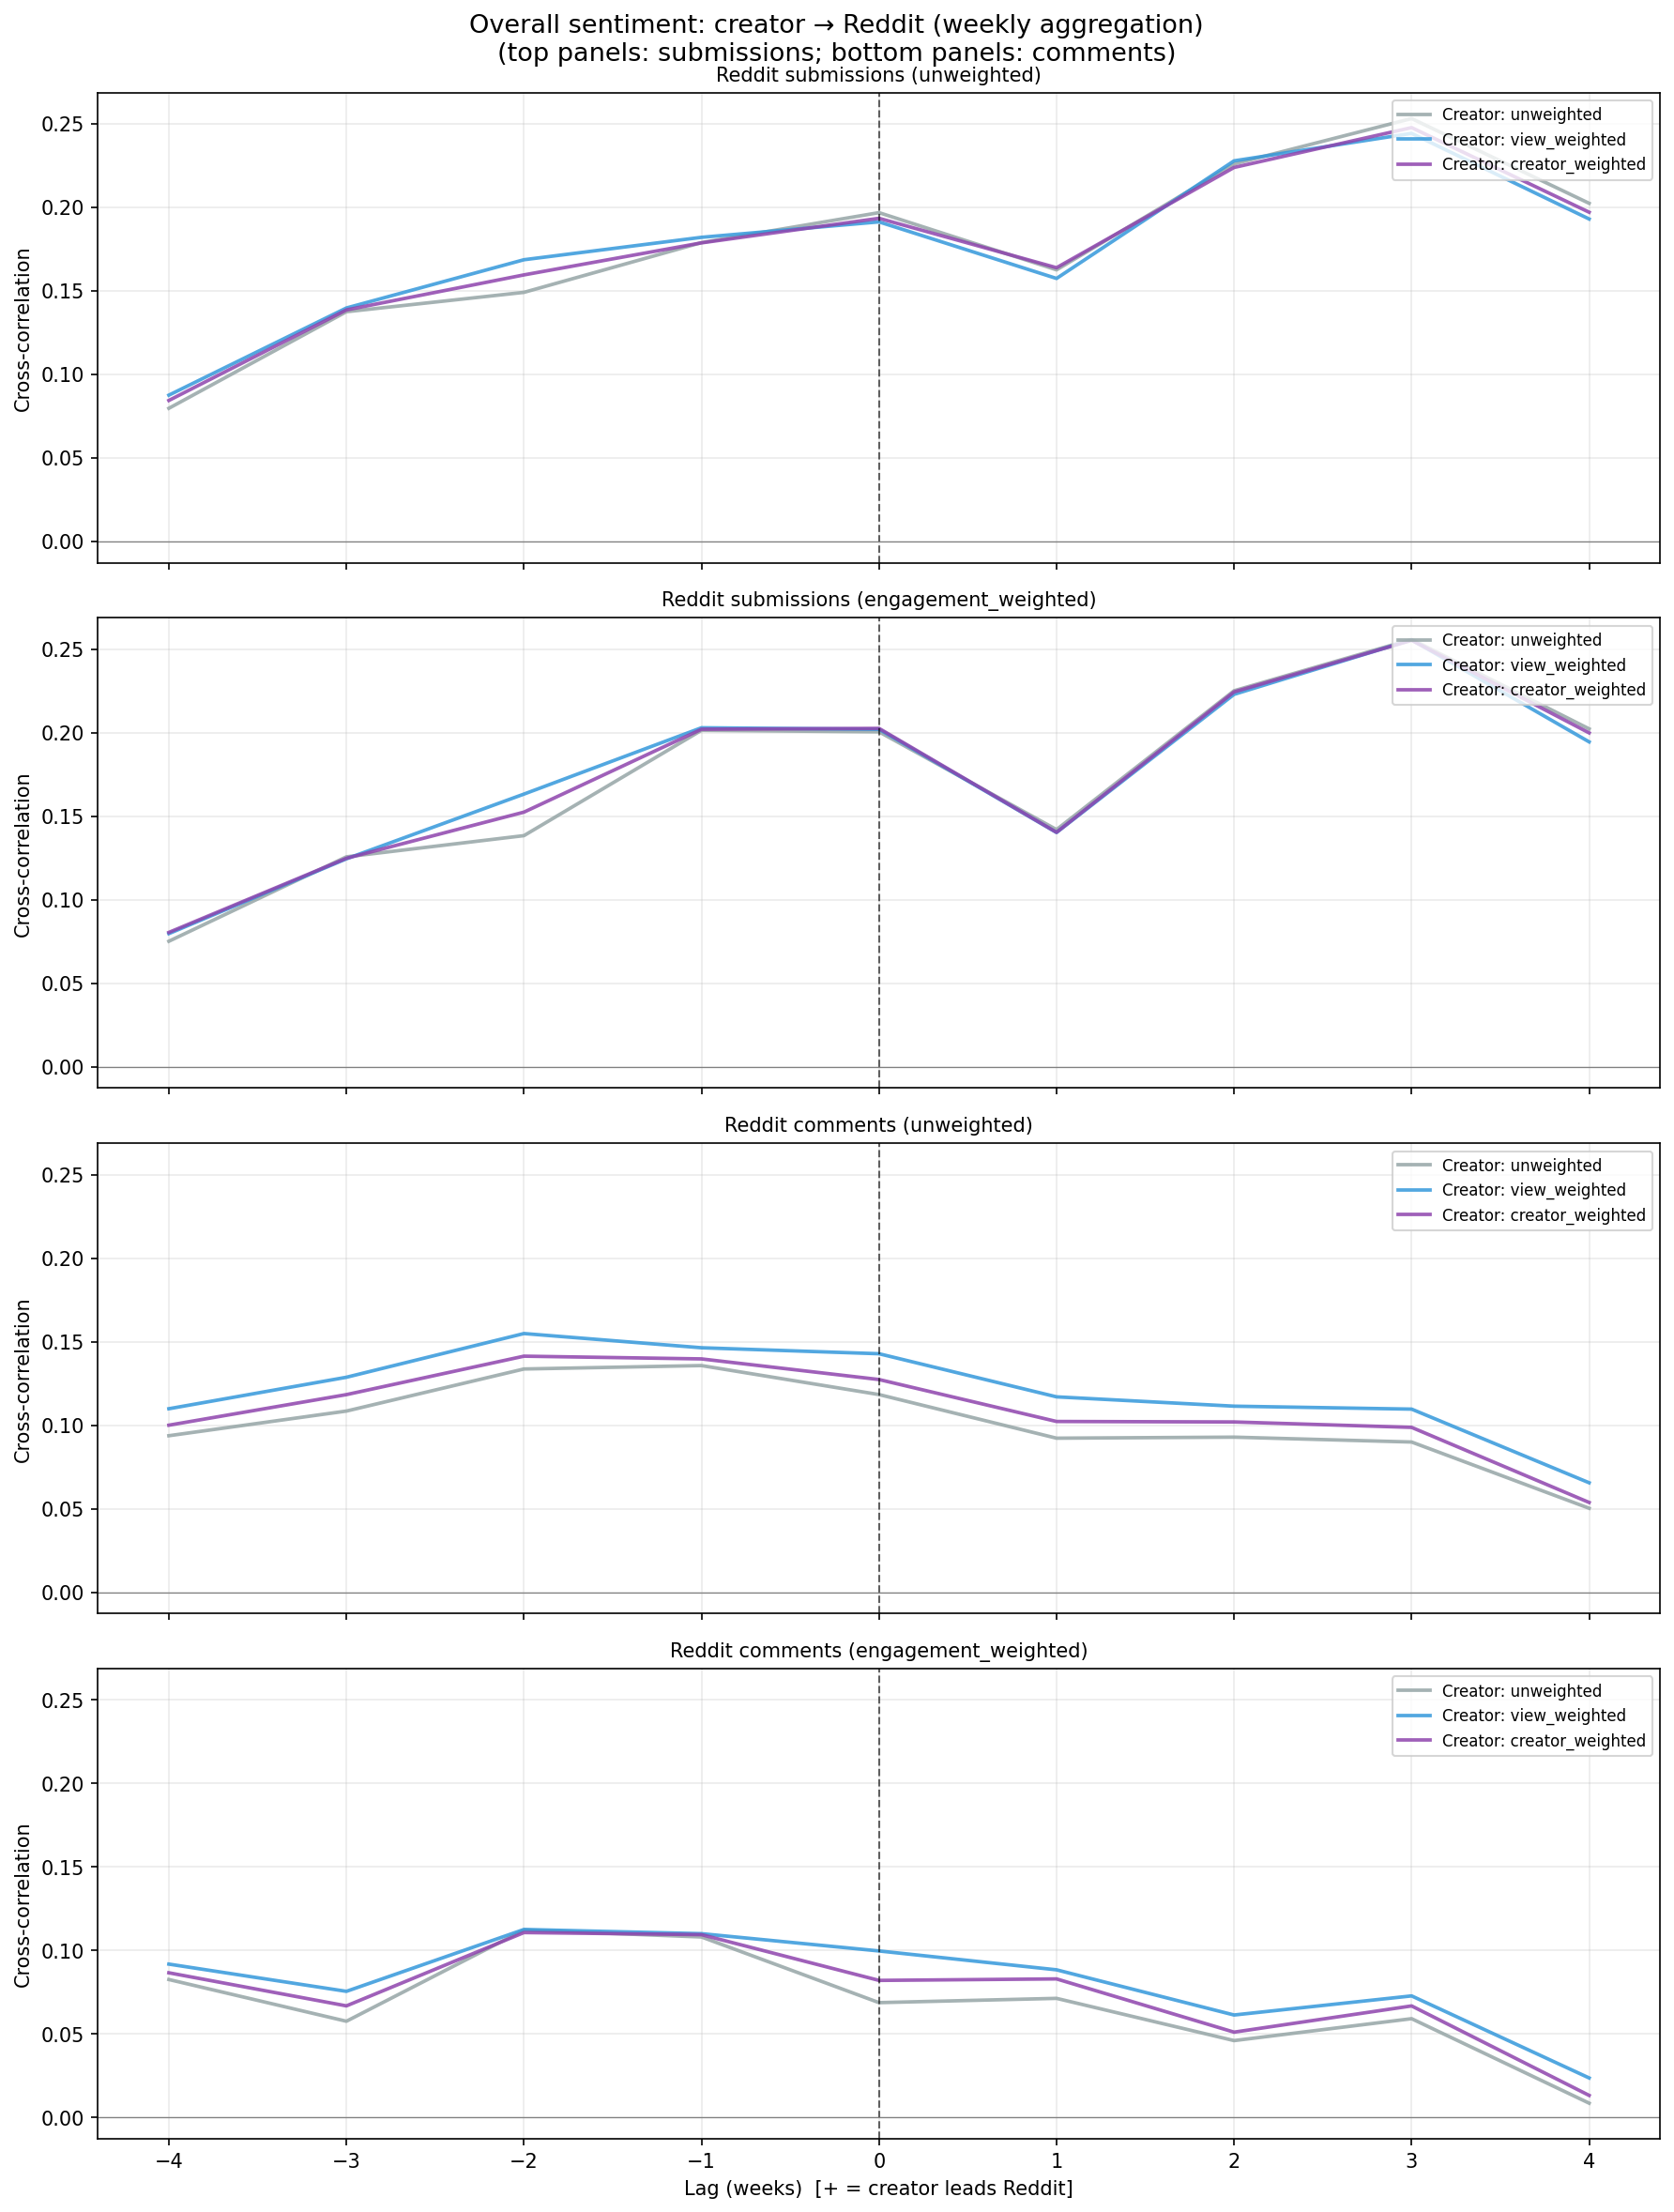 Overall sentiment: creator → Reddit (weekly aggregation)
(top panels: submissions; bottom panels: comments)
Reddit submissions (unweighted)
Cross-correlation
0.25
0.20
0.15
0.10
0.05
0.00
Creator: unweighted
Creator: view_weighted
Creator: creator_weighted
Reddit submissions (engagement_weighted)
Cross-correlation
0.25
0.20
0.15
0.10
0.05
0.00
Creator: unweighted
Creator: view_weighted
Creator: creator_weighted
Reddit comments (unweighted)
Cross-correlation
0.25
0.20
0.15
0.10
0.05
0.00
Creator: unweighted
Creator: view_weighted
Creator: creator_weighted
Reddit comments (engagement_weighted)
Cross-correlation
0.25
0.20
0.15
0.10
0.05
0.00
Creator: unweighted
Creator: view_weighted
Creator: creator_weighted
−4 −3 −2 −1 0 1 2 3 4
Lag (weeks) [+ = creator leads Reddit]